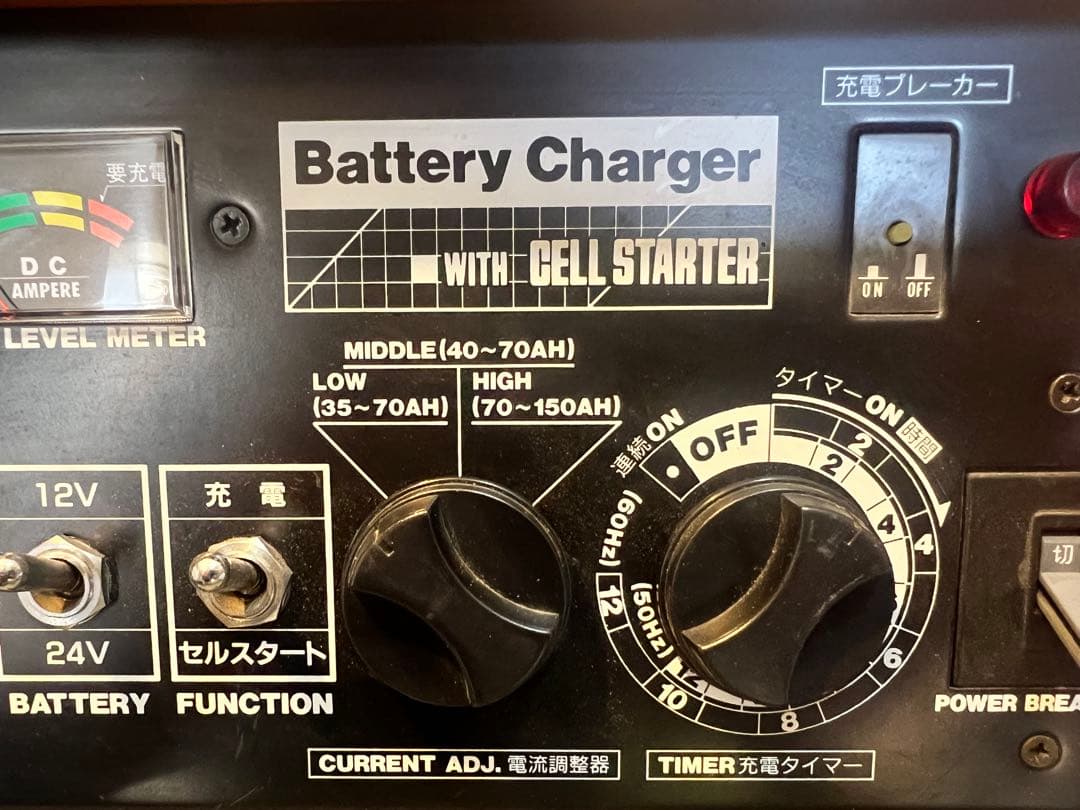 充電ブレーカー
Battery Charger
WITH CELL STARTER
ON OFF
要充電
DC
AMPERE
LEVEL METER
MIDDLE(40~70AH)
LOW
(35~70AH)
HIGH
(70~150AH)
連続ON
OFF
タイマーON時間
2
4
6
8
10
12
2
4
12
(60Hz)
(50Hz)
12V
24V
BATTERY
充電
セルスタート
FUNCTION
切
POWER BREA
CURRENT ADJ. 電流調整器
TIMER 充電タイマー